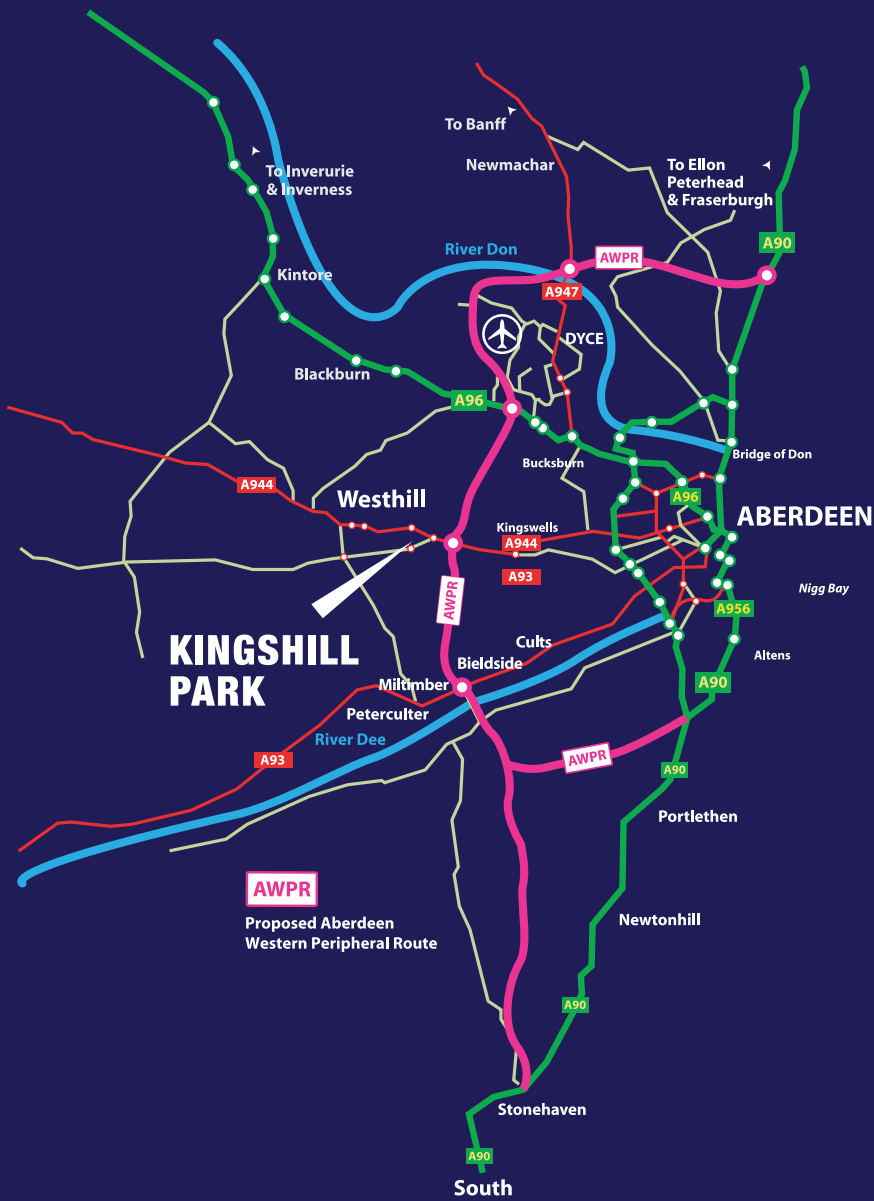 To Banff
Newmachar
To Ellon
Peterhead
& Fraserburgh
To Inverurie
& Inverness
River Don
AWPR
A90
Kintore
A947
DYCE
Blackburn
A96
Bucksburn
Bridge of Don
A944
Westhill
A96
ABERDEEN
Kingswells
A944
A93
AWPR
Nigg Bay
A956
KINGSHILL
PARK
Cults
Bieldside
Altens
Miltimber
A90
Peterculter
River Dee
A93
AWPR
A90
Portlethen
AWPR
Proposed Aberdeen
Western Peripheral Route
Newtonhill
A90
Stonehaven
A90
South